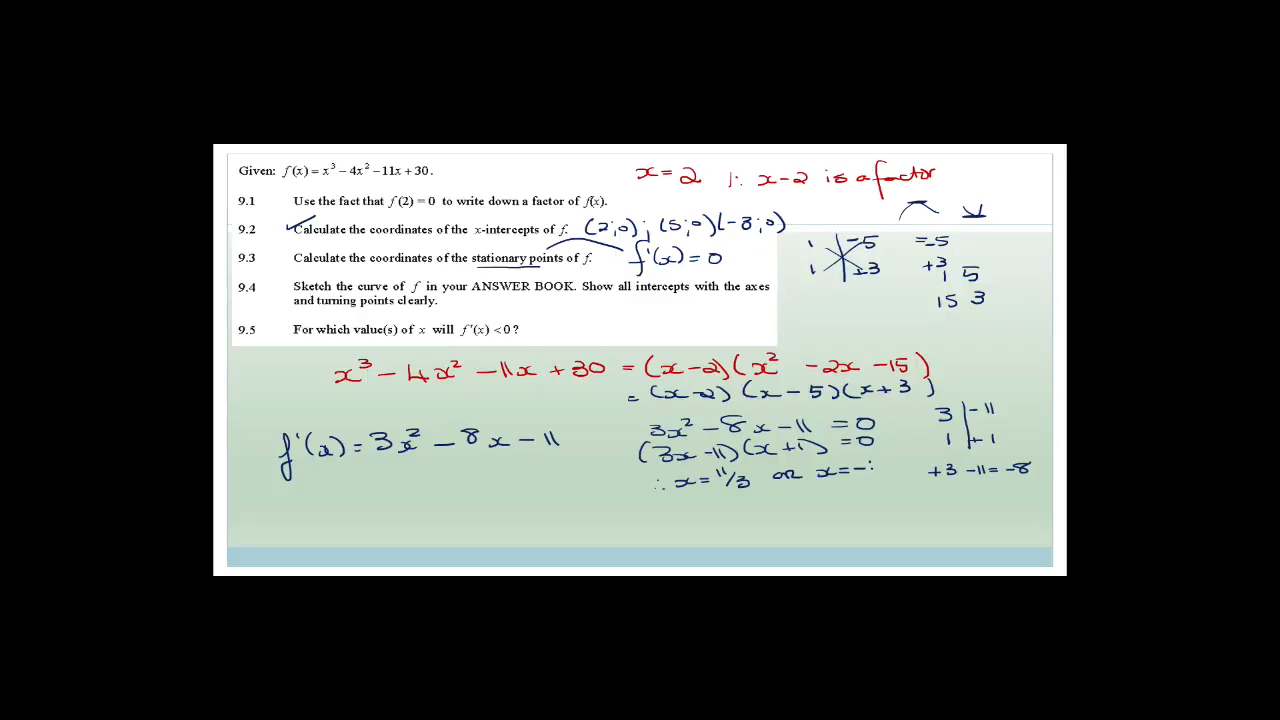 Given: f(x) = x³ − 4x² − 11x + 30.
x = 2 ∴ x − 2 is a factor
9.1 Use the fact that f(2) = 0 to write down a factor of f(x).
9.2 Calculate the coordinates of the x-intercepts of f. (2;0); (5;0)(-3;0)
1 -5 = -5
1 +3 +3
1 5
15 3
9.3 Calculate the coordinates of the stationary points of f. f'(x) = 0
9.4 Sketch the curve of f in your ANSWER BOOK. Show all intercepts with the axes
and turning points clearly.
9.5 For which value(s) of x will f'(x) < 0 ?
x³ − 4x² − 11x + 30 = (x−2)(x² − 2x − 15)
= (x−2)(x−5)(x+3)
f'(x) = 3x² − 8x − 11
3x² − 8x − 11 = 0
(3x−11)(x+1) = 0
∴ x = 11/3 or x = −
3 -11
1 +1
+3 −11 = −8